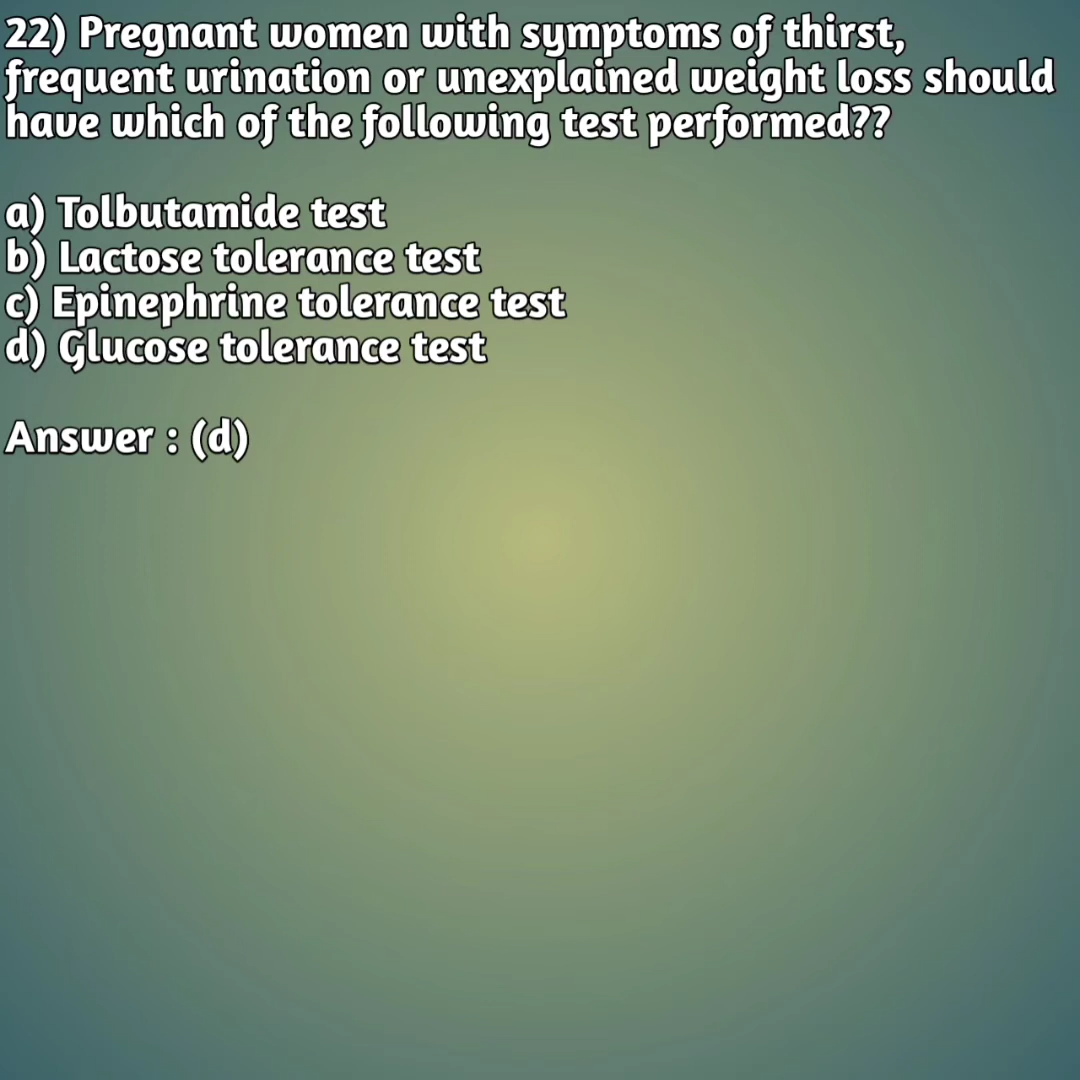 22) Pregnant women with symptoms of thirst,
frequent urination or unexplained weight loss should
have which of the following test performed??
a) Tolbutamide test
b) Lactose tolerance test
c) Epinephrine tolerance test
d) Glucose tolerance test
Answer : (d)